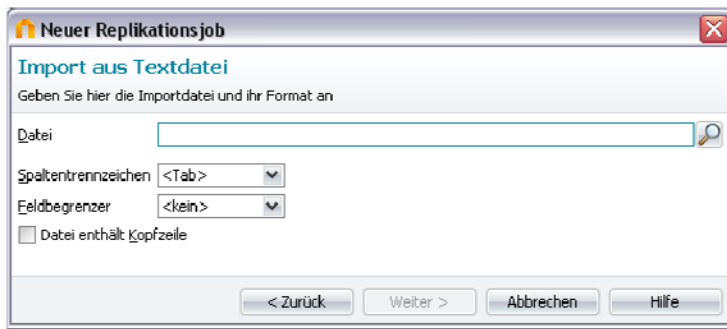 Neuer Replikationsjob
Import aus Textdatei
Geben Sie hier die Importdatei und ihr Format an
Datei
Spaltentrennzeichen <Tab>
Feldbegrenzer <kein>
Datei enthält Kopfzeile
< Zurück Weiter > Abbrechen Hilfe